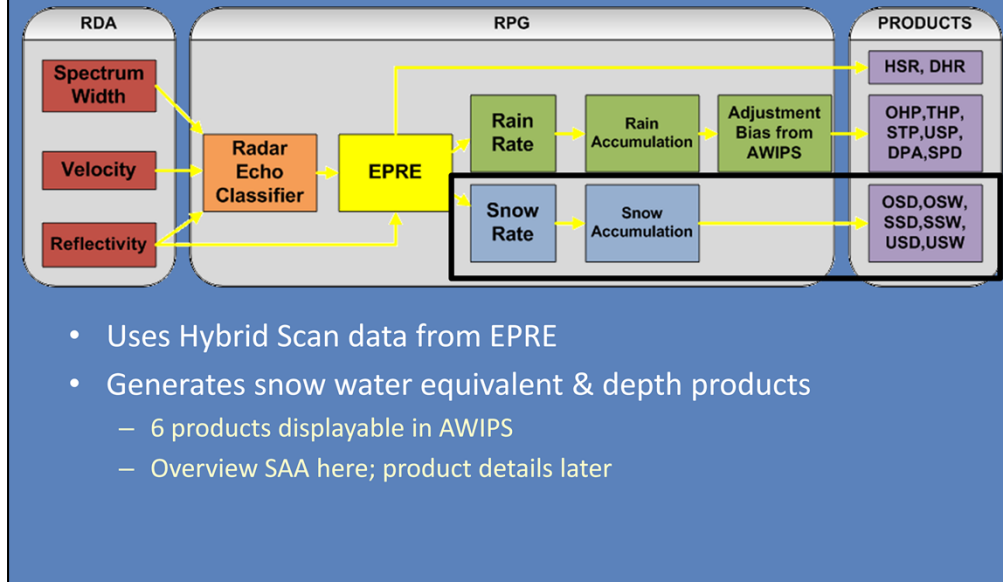 RDA
RPG
PRODUCTS
Spectrum
Width
Velocity
Reflectivity
Radar
Echo
Classifier
EPRE
Rain
Rate
Rain
Accumulation
Adjustment
Bias from
AWIPS
Snow
Rate
Snow
Accumulation
HSR, DHR
OHP,THP,
STP,USP,
DPA,SPD
OSD,OSW,
SSD,SSW,
USD,USW
• Uses Hybrid Scan data from EPRE
• Generates snow water equivalent & depth products
– 6 products displayable in AWIPS
– Overview SAA here; product details later